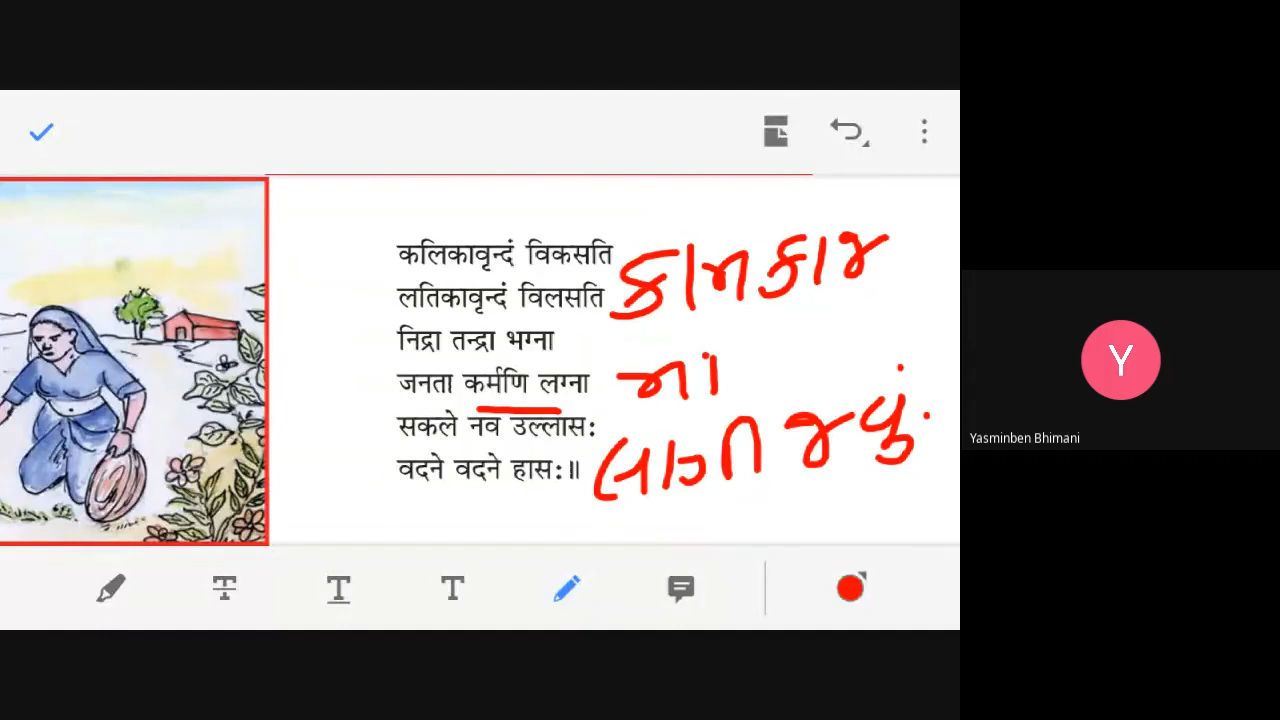 कलिकावृन्दं विकसति
लतिकावृन्दं विलसति
निद्रा तन्द्रा भग्ना
जनता कर्मणि लग्ना
सकले नव उल्लासः
वदने वदने हासः॥
કામકાજ
માં
લાગી જવું.
T T T
Y
Yasminben Bhimani